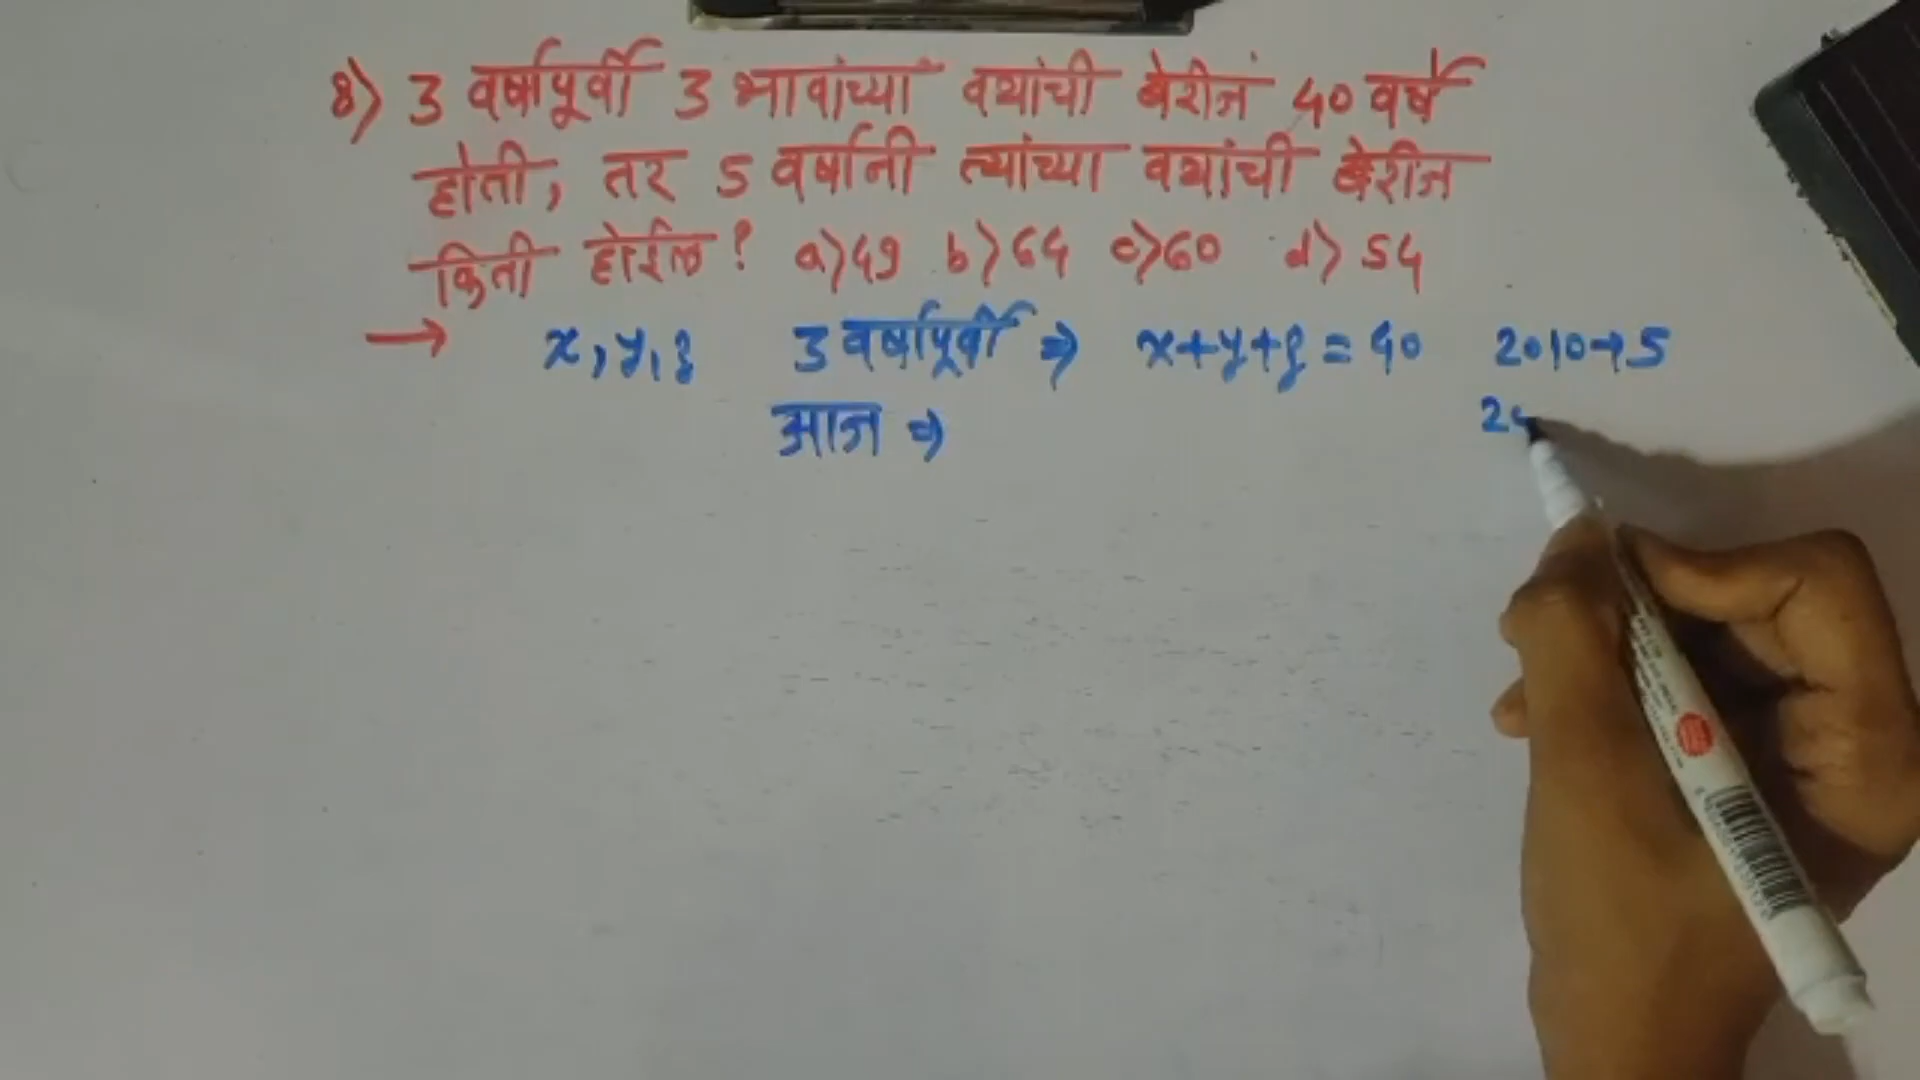 8) 3 वर्षापूर्वी 3 भावांच्या वयांची बेरीज 40 वर्षे
होती, तर 5 वर्षानी त्यांच्या वयांची बेरीज
किती होईल? a) 49 b) 64 c) 60 d) 54
→ x, y, z 3 वर्षापूर्वी ⇒ x+y+z = 40 2010→5
आज ⇒